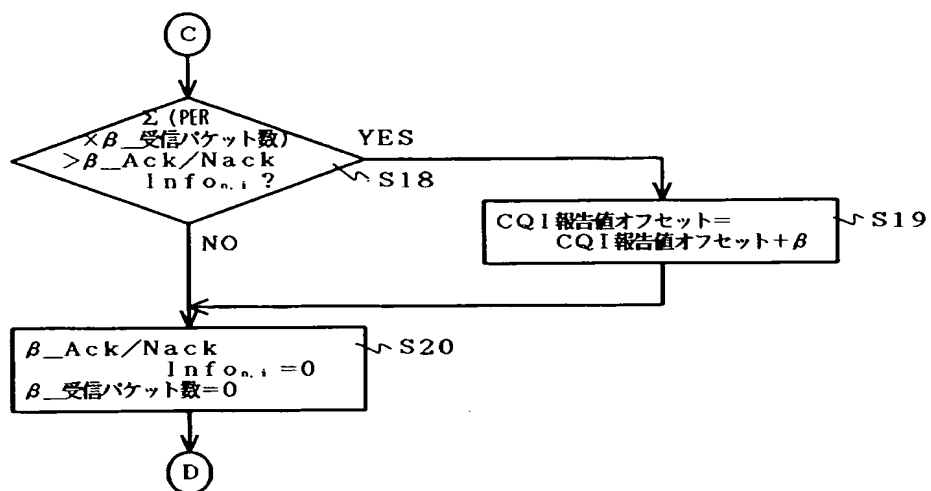 C
Σ(PER
×β_受信パケット数)
>β_Ack/Nack
Info n,i ?
YES
S18
CQI報告値オフセット=
CQI報告値オフセット+β
S19
NO
β_Ack/Nack
Info n,i =0
β_受信パケット数=0
S20
D